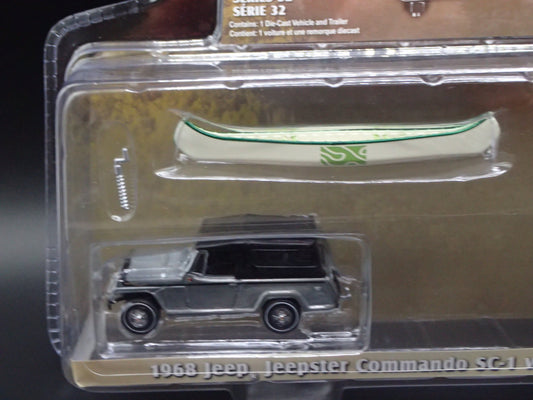 SÉRIE 32
Contains: 1 Die-Cast Vehicle and Trailer
Contient: 1 voiture et une remorque diecast
1968 Jeep Jeepster Commando SC-1